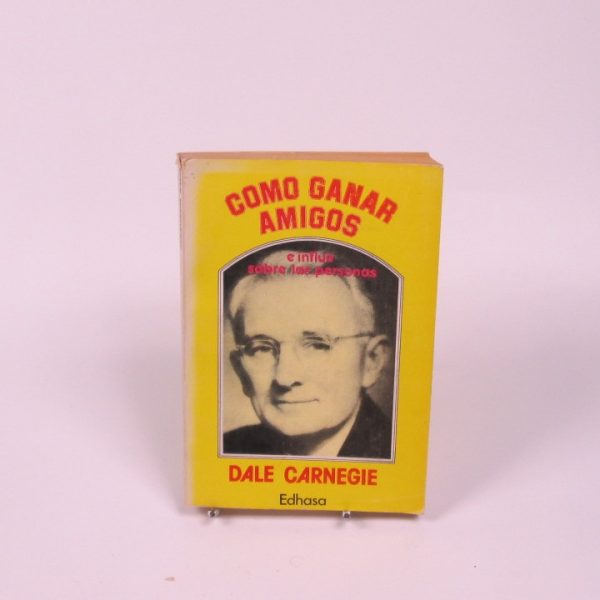 COMO GANAR
AMIGOS
e influir
sobre las personas
DALE CARNEGIE
Edhasa